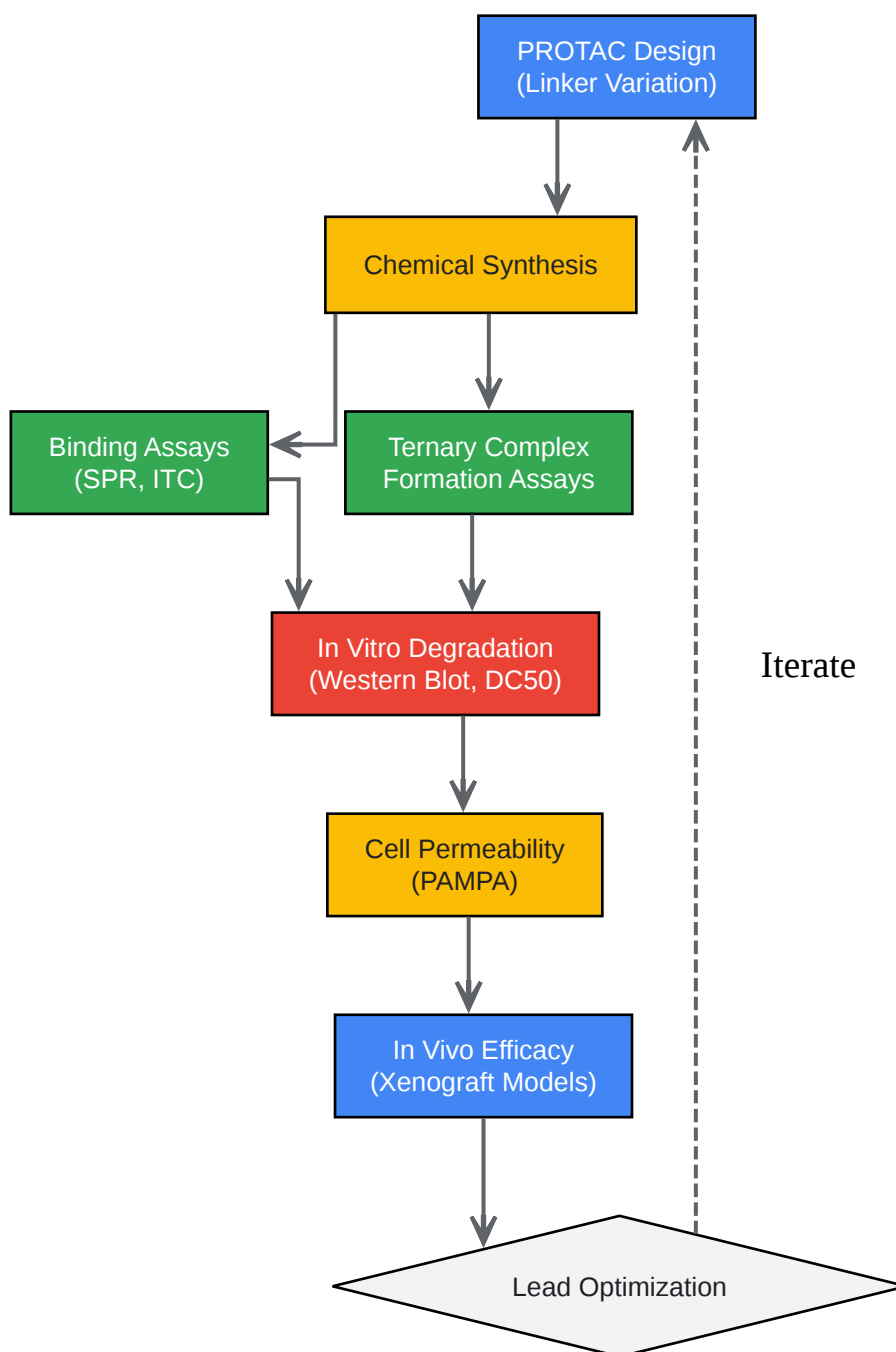 PROTAC Design
(Linker Variation)
Chemical Synthesis
Binding Assays
(SPR, ITC)
Ternary Complex
Formation Assays
In Vitro Degradation
(Western Blot, DC50)
Iterate
Cell Permeability
(PAMPA)
In Vivo Efficacy
(Xenograft Models)
Lead Optimization